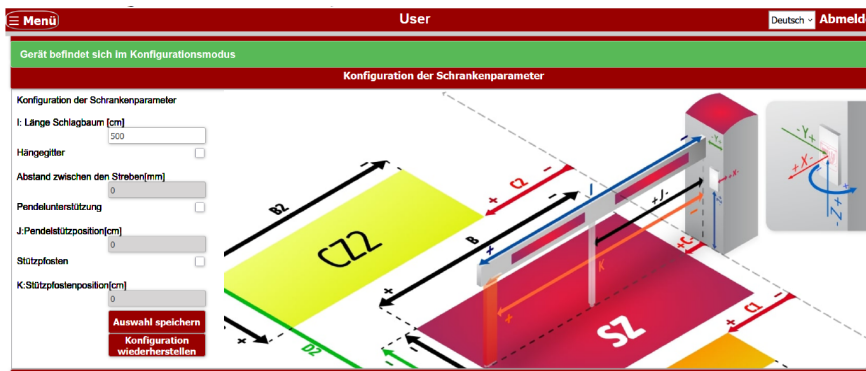 ☰ Menü
User
Deutsch
Abmeld
Gerät befindet sich im Konfigurationsmodus
Konfiguration der Schrankenparameter
Konfiguration der Schrankenparameter
I: Länge Schlagbaum [cm]
500
Hängegitter
Abstand zwischen den Streben[mm]
0
Pendelunterstützung
J:Pendelstützposition[cm]
0
Stützpfosten
K:Stützpfostenposition[cm]
0
Auswahl speichern
Konfiguration
wiederherstellen
B2
CZ2
D2
+ C2 -
- B +
- I +
+J-
- K +
SZ
+C-
+ C1 -
-Y+
+X-
-Z+